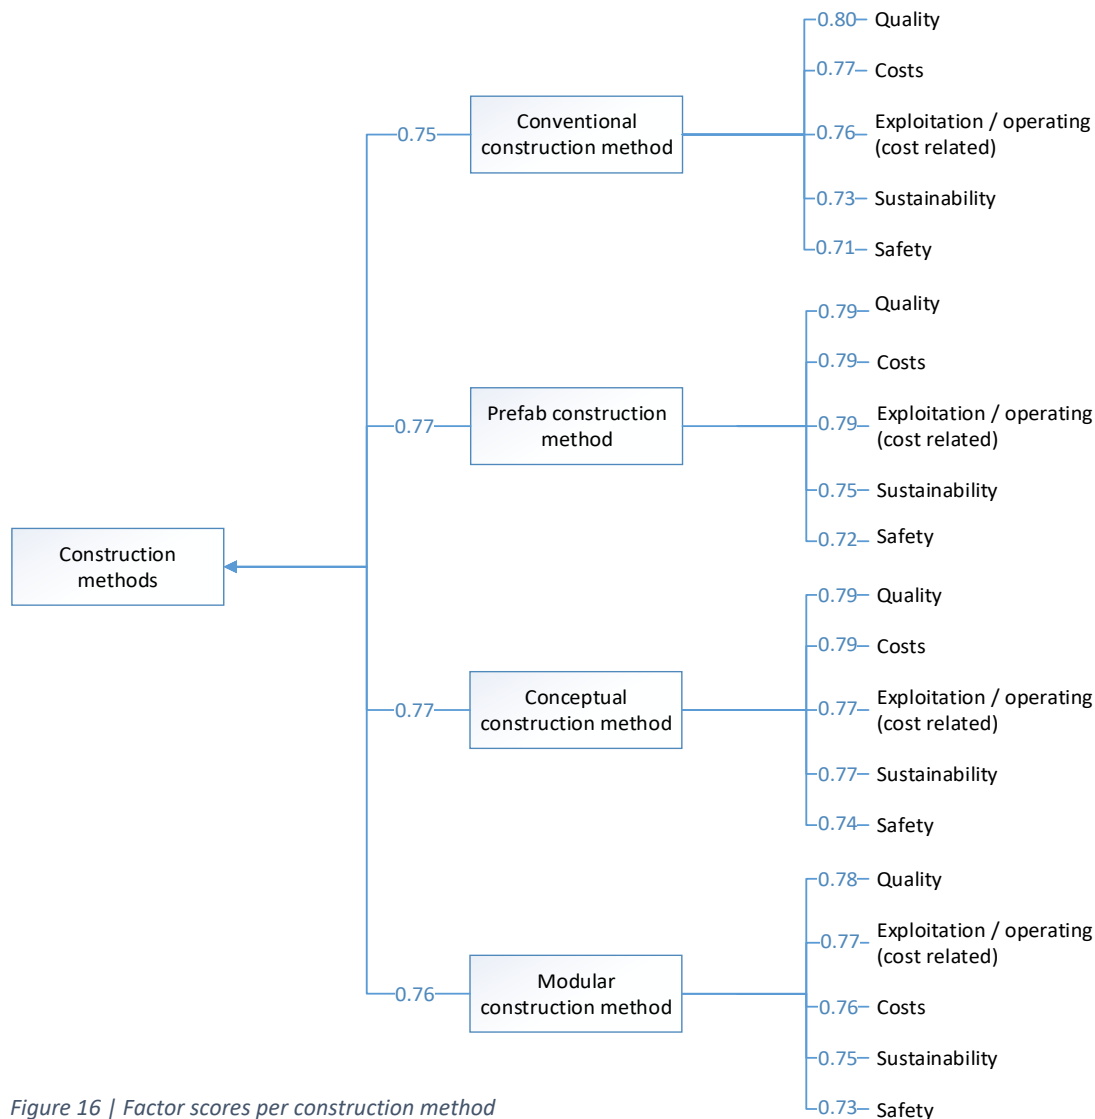 0.80 Quality
0.77 Costs
0.75
Conventional
construction method
0.76 Exploitation / operating
(cost related)
0.73 Sustainability
0.71 Safety
0.79 Quality
0.79 Costs
0.77
Prefab construction
method
0.79 Exploitation / operating
(cost related)
0.75 Sustainability
0.72 Safety
Construction
methods
0.79 Quality
0.79 Costs
0.77
Conceptual
construction method
0.77 Exploitation / operating
(cost related)
0.77 Sustainability
0.74 Safety
0.78 Quality
0.77 Exploitation / operating
(cost related)
0.76
Modular
construction method
0.76 Costs
0.75 Sustainability
0.73 Safety
Figure 16 | Factor scores per construction method